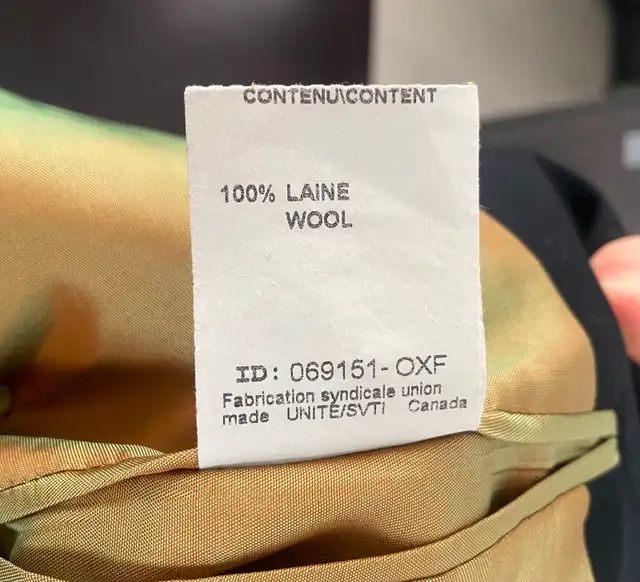 CONTENU\CONTENT
100% LAINE
WOOL
ID: 069151-OXF
Fabrication syndicale union
made UNITE/SVTI Canada